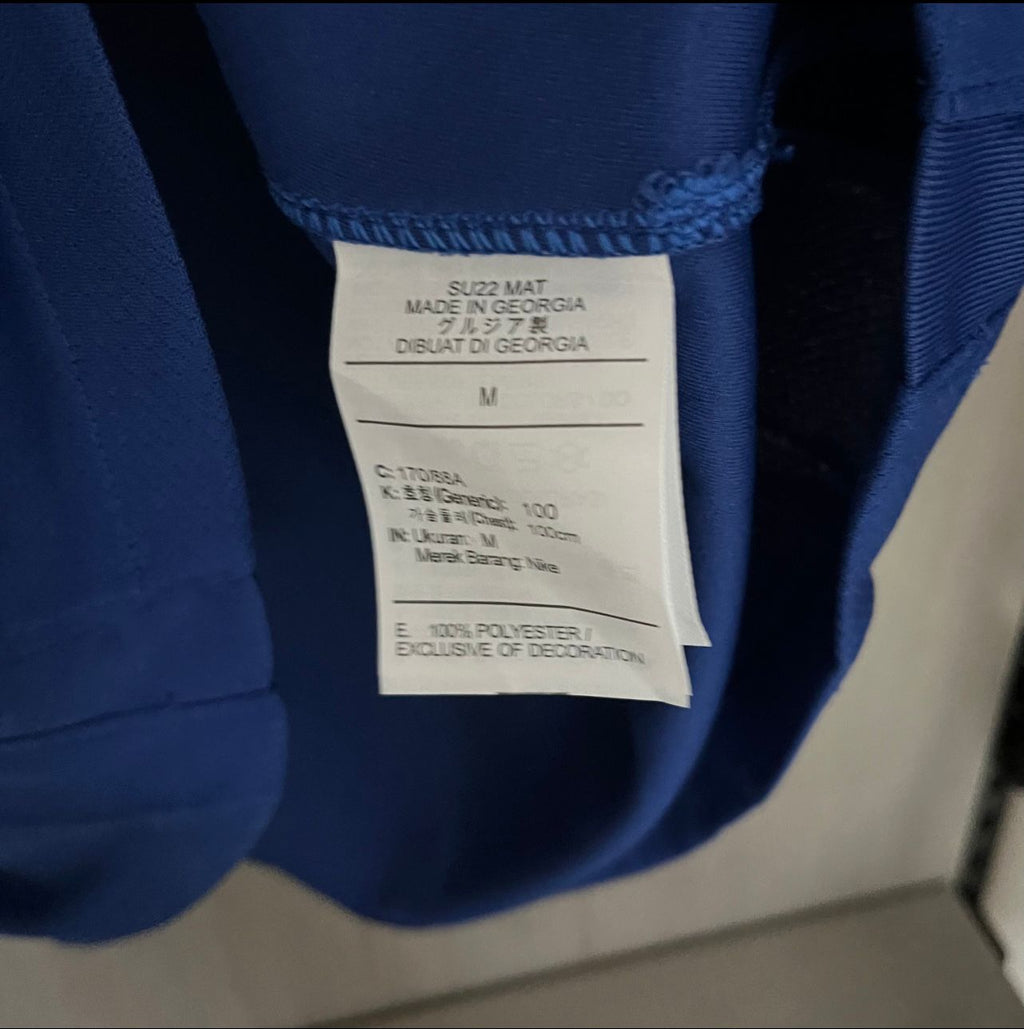 SU22 MAT
MADE IN GEORGIA
グルジア製
DIBUAT DI GEORGIA
M
C: 170/88A
K: 호칭(Generic): 100
가슴둘레(Chest): 100cm
IN: Ukuran: M
Merek Barang: Nike
E. 100% POLYESTER /
EXCLUSIVE OF DECORATION